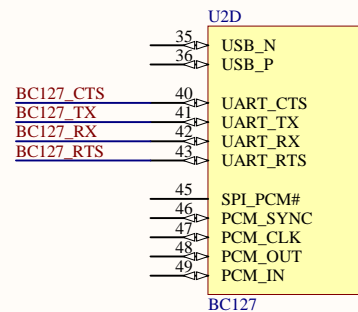 U2D
35 USB_N
36 USB_P
BC127_CTS 40 UART_CTS
BC127_TX 41 UART_TX
BC127_RX 42 UART_RX
BC127_RTS 43 UART_RTS
45 SPI_PCM#
46 PCM_SYNC
47 PCM_CLK
48 PCM_OUT
49 PCM_IN
BC127